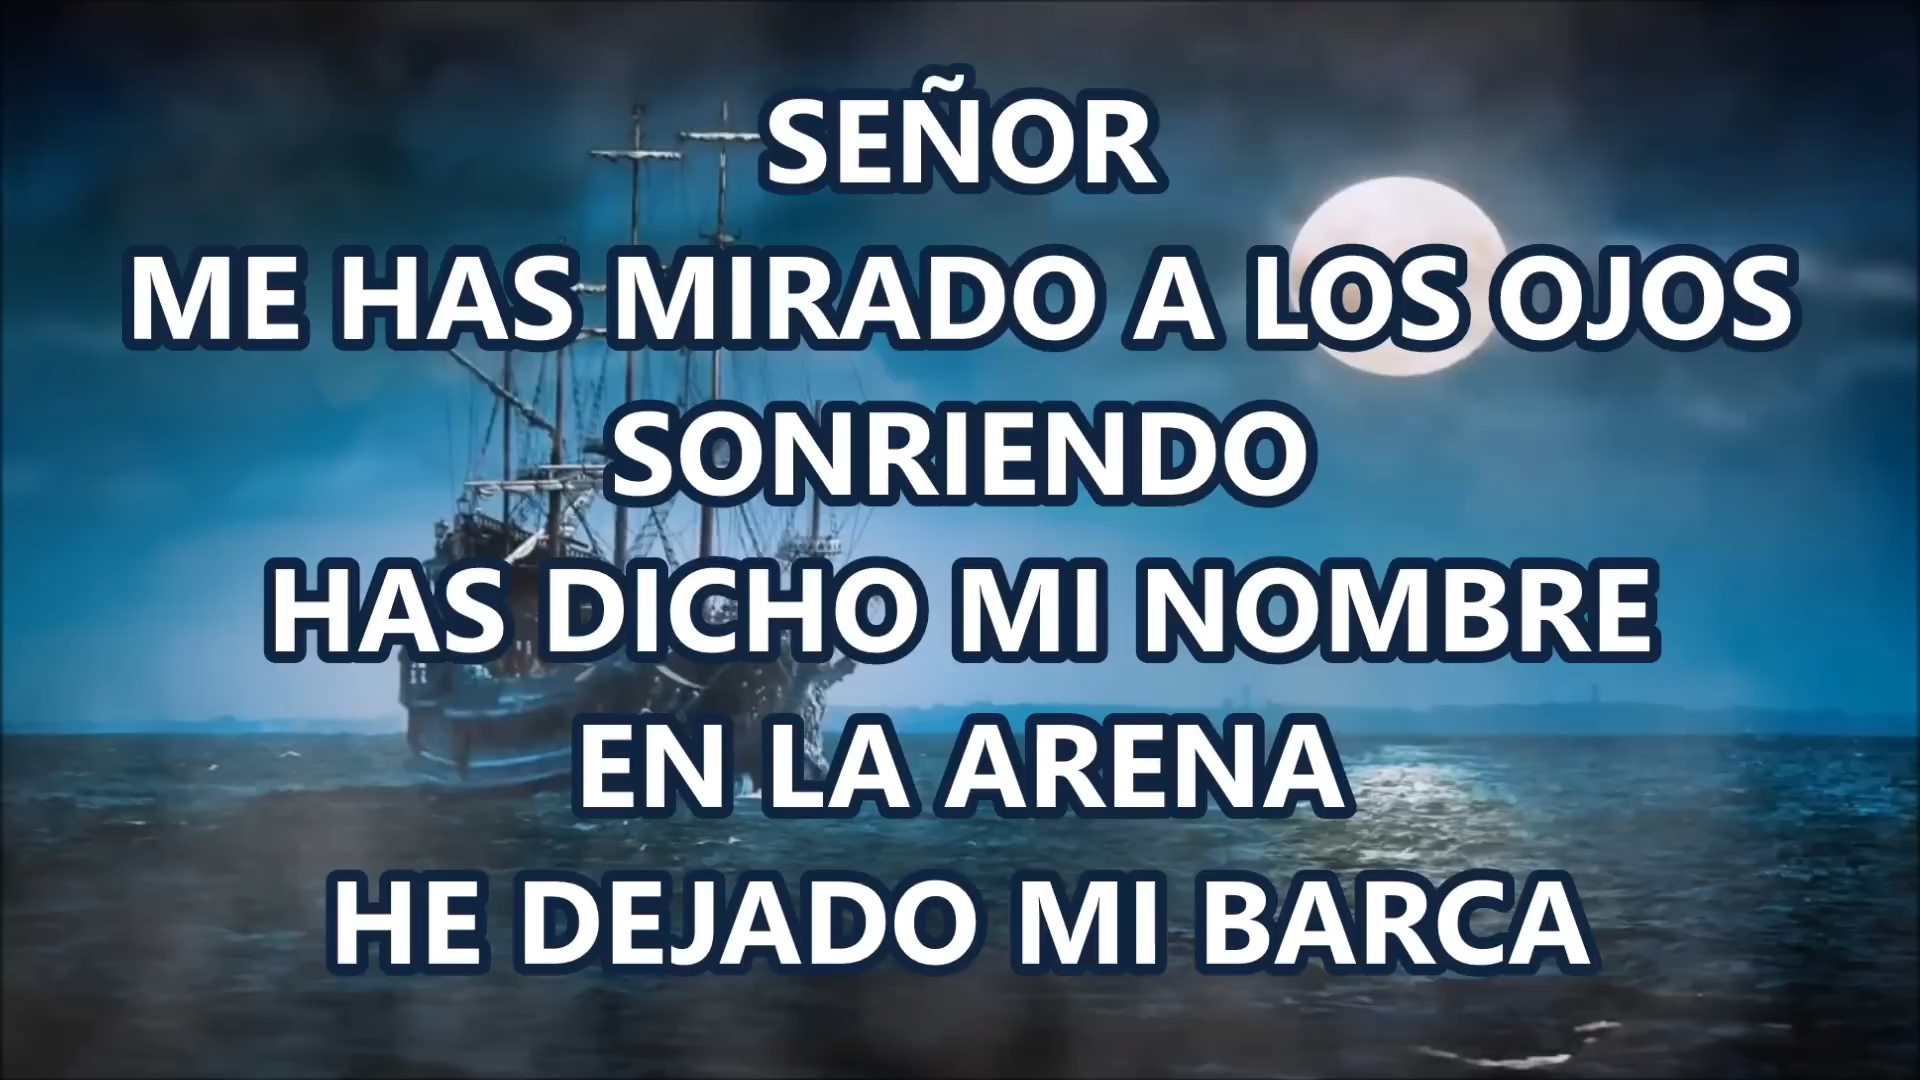 SEÑOR
ME HAS MIRADO A LOS OJOS
SONRIENDO
HAS DICHO MI NOMBRE
EN LA ARENA
HE DEJADO MI BARCA